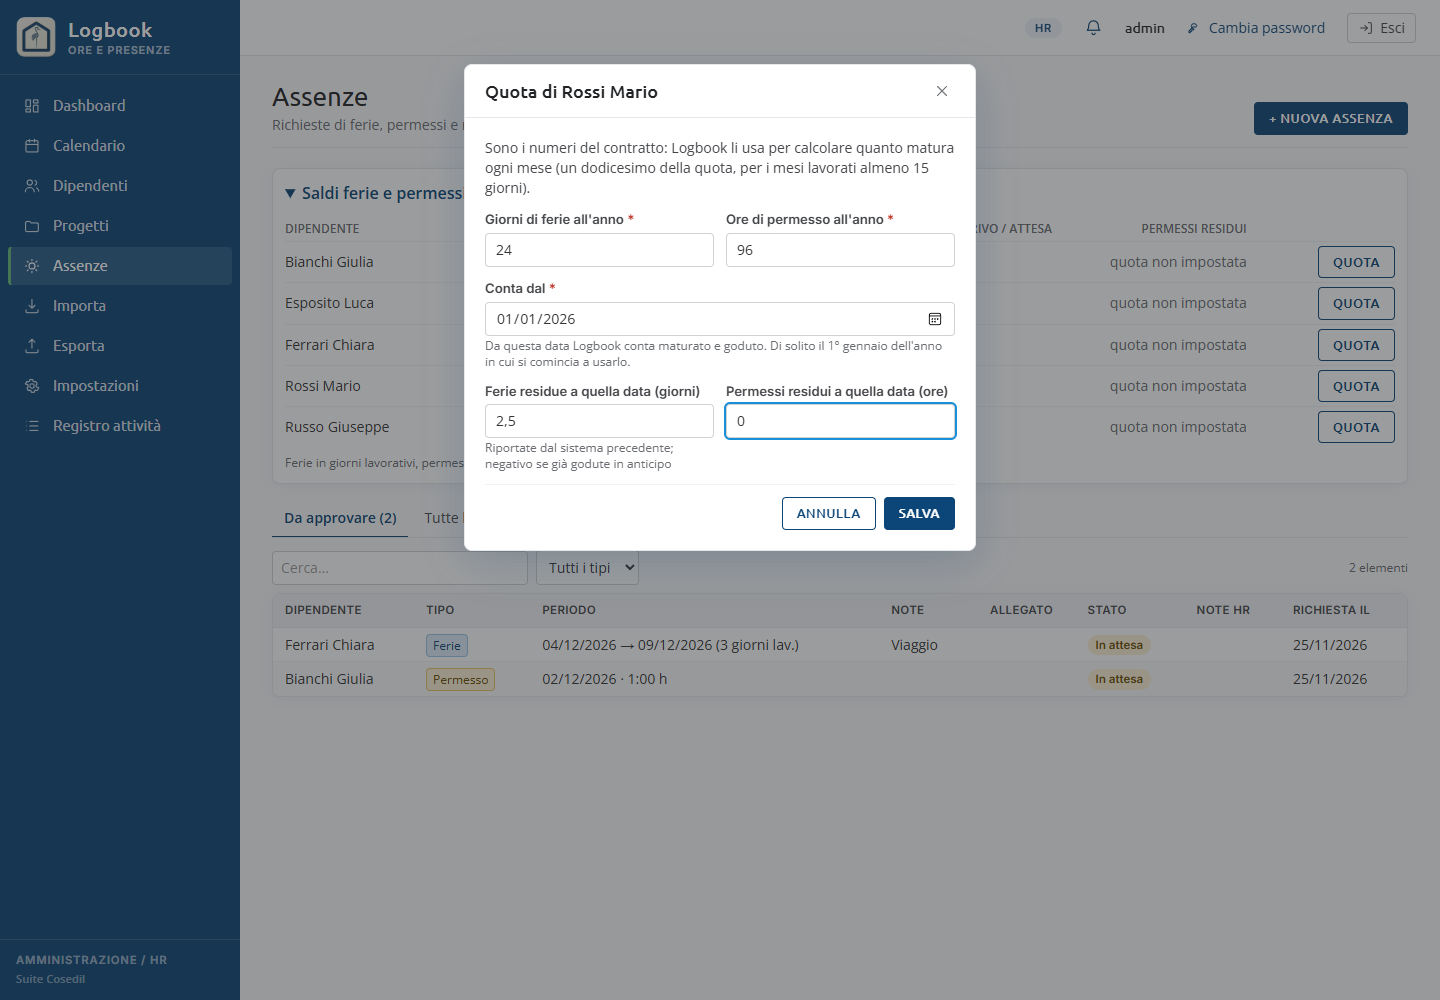 Logbook
ORE E PRESENZE
Dashboard
Calendario
Dipendenti
Progetti
Assenze
Importa
Esporta
Impostazioni
Registro attività
AMMINISTRAZIONE / HR
Suite Cosedil
HR
admin
Cambia password
Esci
Assenze
Richieste di ferie, permessi e
+ NUOVA ASSENZA
Saldi ferie e permessi
DIPENDENTE
/ ATTESA
PERMESSI RESIDUI
Bianchi Giulia
quota non impostata
QUOTA
Esposito Luca
quota non impostata
QUOTA
Ferrari Chiara
quota non impostata
QUOTA
Rossi Mario
quota non impostata
QUOTA
Russo Giuseppe
quota non impostata
QUOTA
Ferie in giorni lavorativi,
Quota di Rossi Mario
Sono i numeri del contratto: Logbook li usa per calcolare quanto matura
ogni mese (un dodicesimo della quota, per i mesi lavorati almeno 15
giorni).
Giorni di ferie all'anno *
Ore di permesso all'anno *
24
96
Conta dal *
01/01/2026
Da questa data Logbook conta maturato e goduto. Di solito il 1° gennaio dell'anno
in cui si comincia a usarlo.
Ferie residue a quella data (giorni)
Permessi residui a quella data (ore)
2,5
0
Riportate dal sistema precedente;
negativo se già godute in anticipo
ANNULLA
SALVA
Da approvare (2)
Tutte
Cerca...
Tutti i tipi
2 elementi
DIPENDENTE
TIPO
PERIODO
NOTE
ALLEGATO
STATO
NOTE HR
RICHIESTA IL
Ferrari Chiara
Ferie
04/12/2026 → 09/12/2026 (3 giorni lav.)
Viaggio
In attesa
25/11/2026
Bianchi Giulia
Permesso
02/12/2026 · 1:00 h
In attesa
25/11/2026